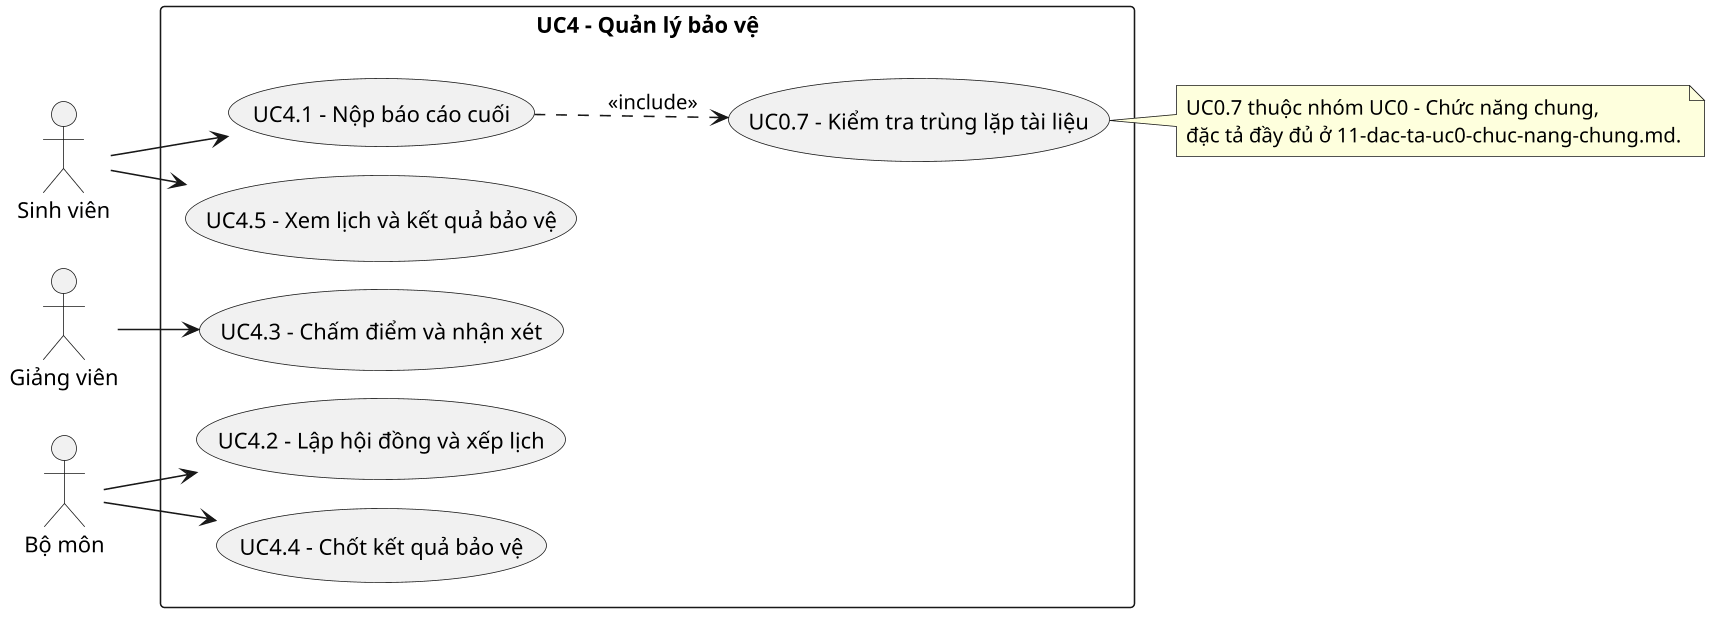 UC4 - Quản lý bảo vệ
UC4.1 - Nộp báo cáo cuối
«include»
UC0.7 - Kiểm tra trùng lặp tài liệu
UC0.7 thuộc nhóm UC0 - Chức năng chung,
đặc tả đầy đủ ở 11-dac-ta-uc0-chuc-nang-chung.md.
Sinh viên
UC4.5 - Xem lịch và kết quả bảo vệ
UC4.3 - Chấm điểm và nhận xét
Giảng viên
UC4.2 - Lập hội đồng và xếp lịch
Bộ môn
UC4.4 - Chốt kết quả bảo vệ